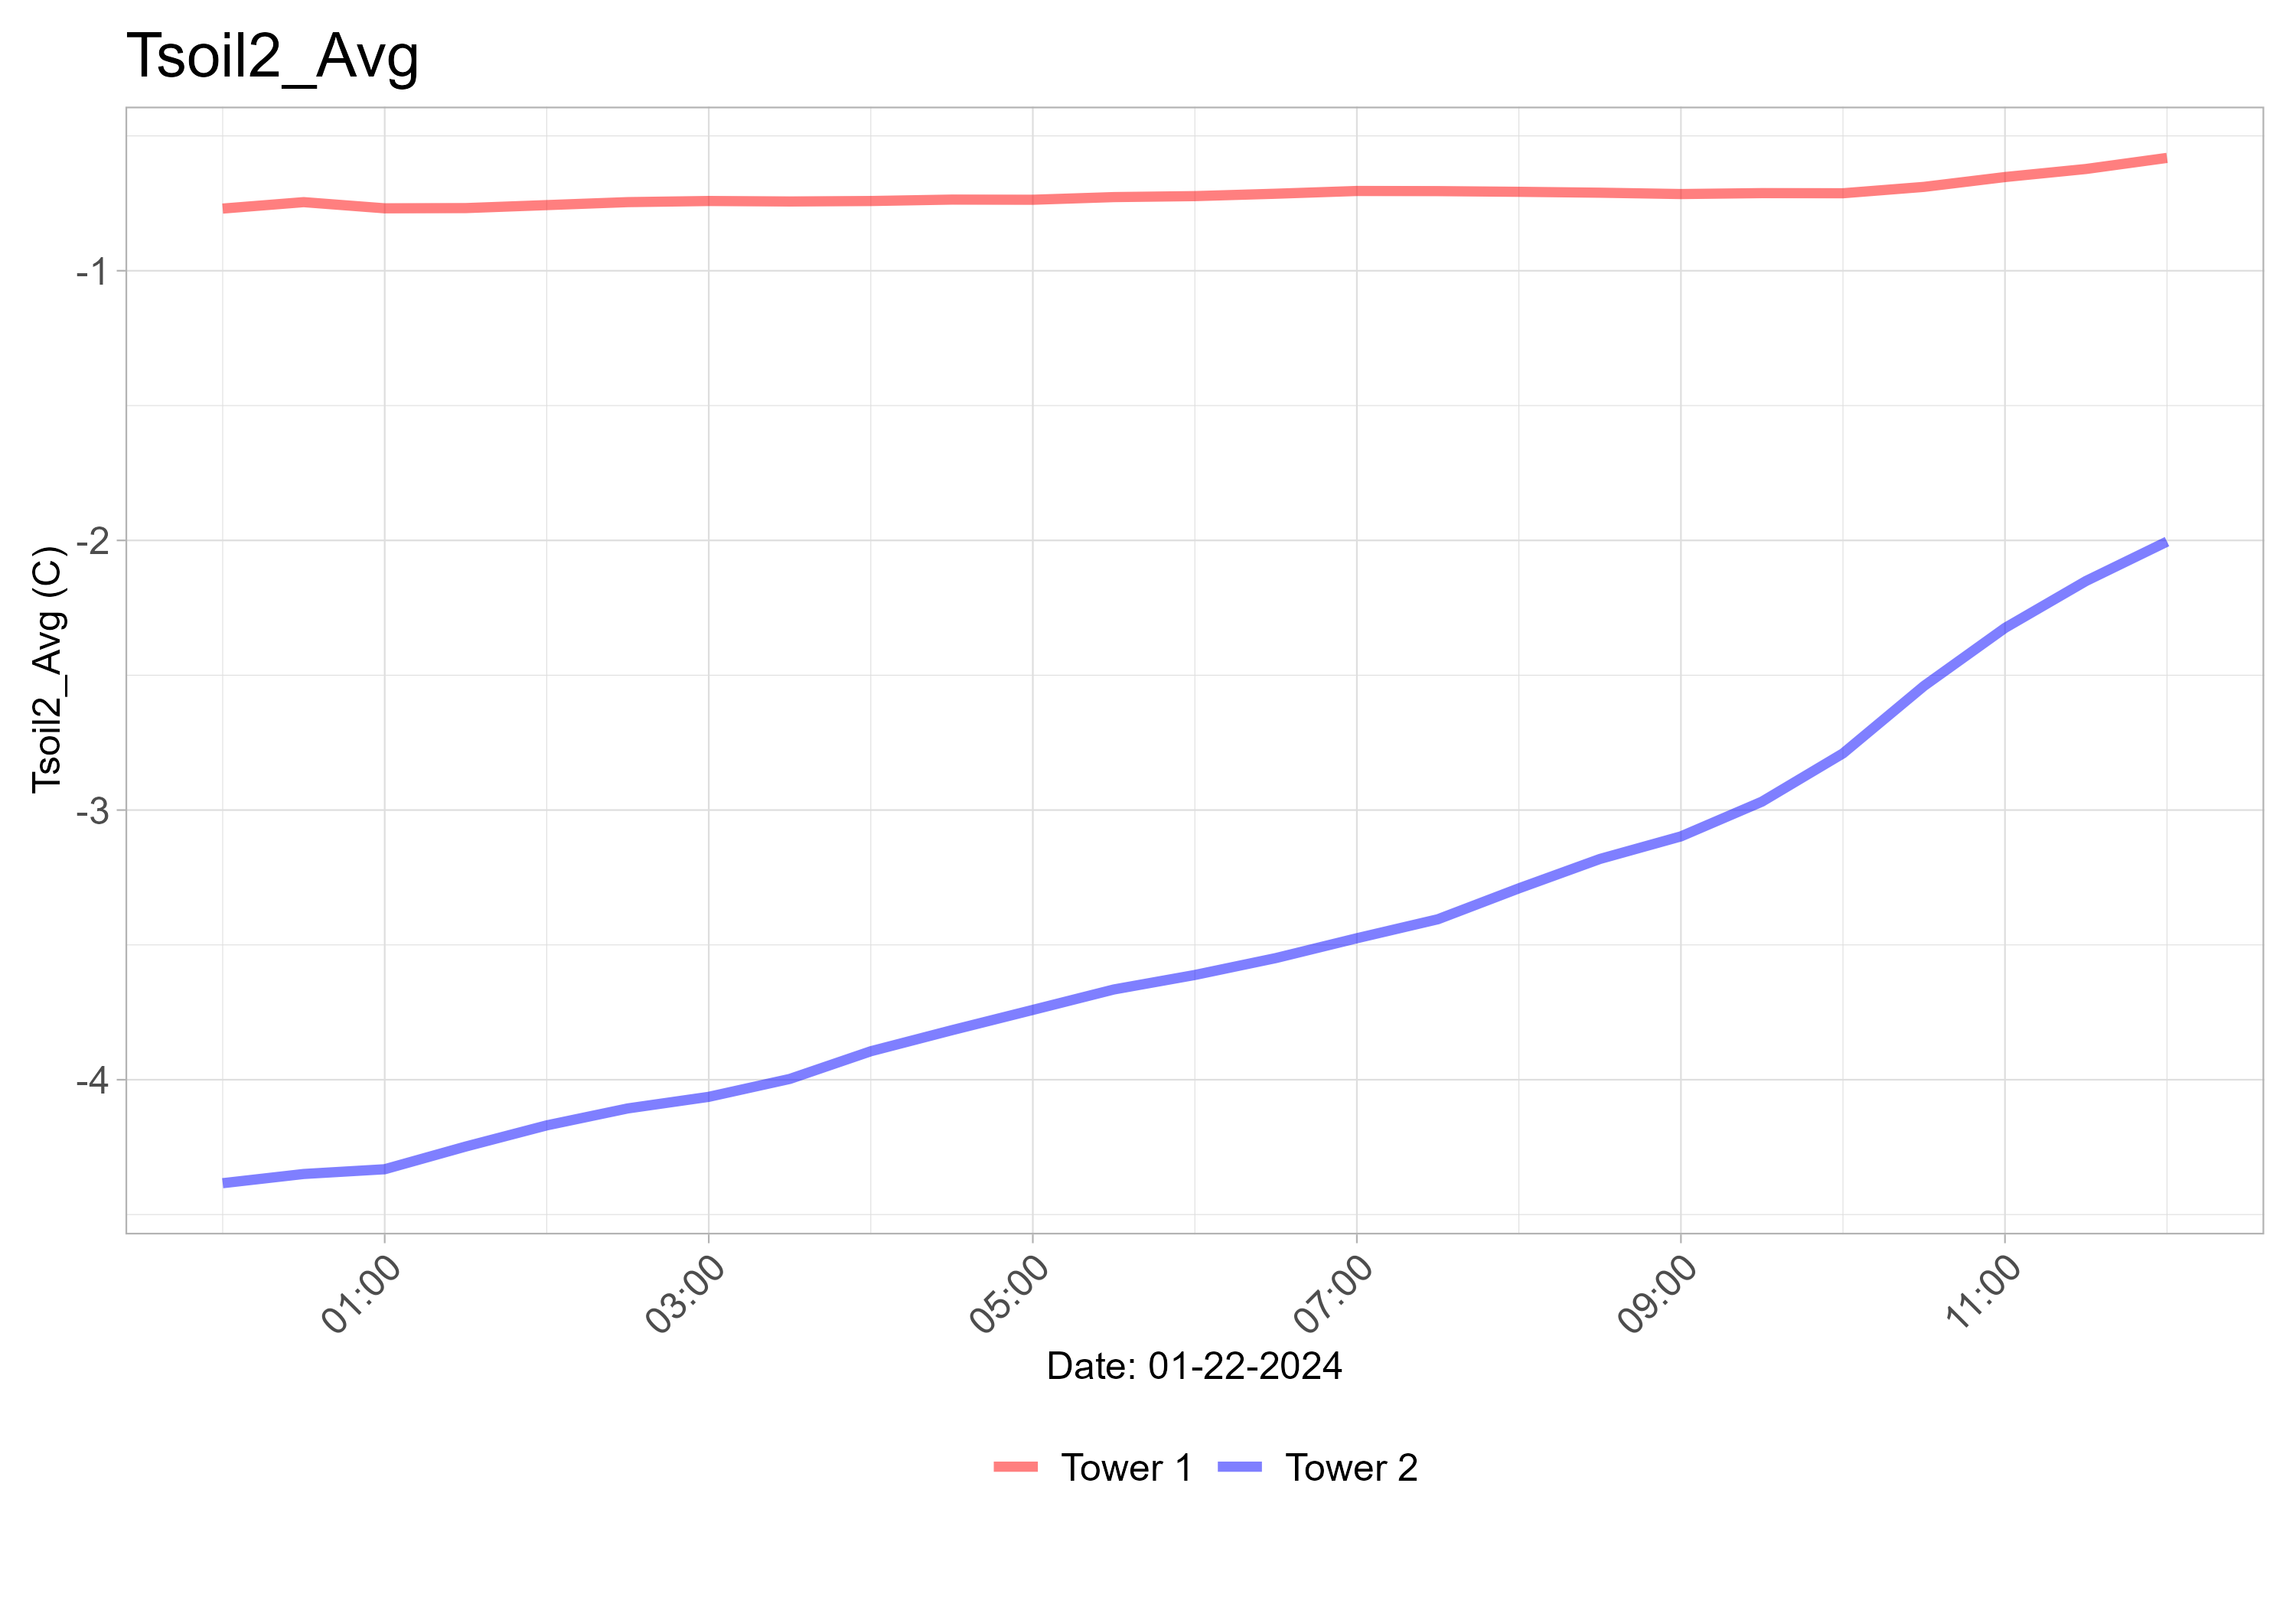 Tsoil2_Avg
Tsoil2_Avg (C)
-1
-2
-3
-4
01:00
03:00
05:00
07:00
09:00
11:00
Date: 01-22-2024
Tower 1
Tower 2